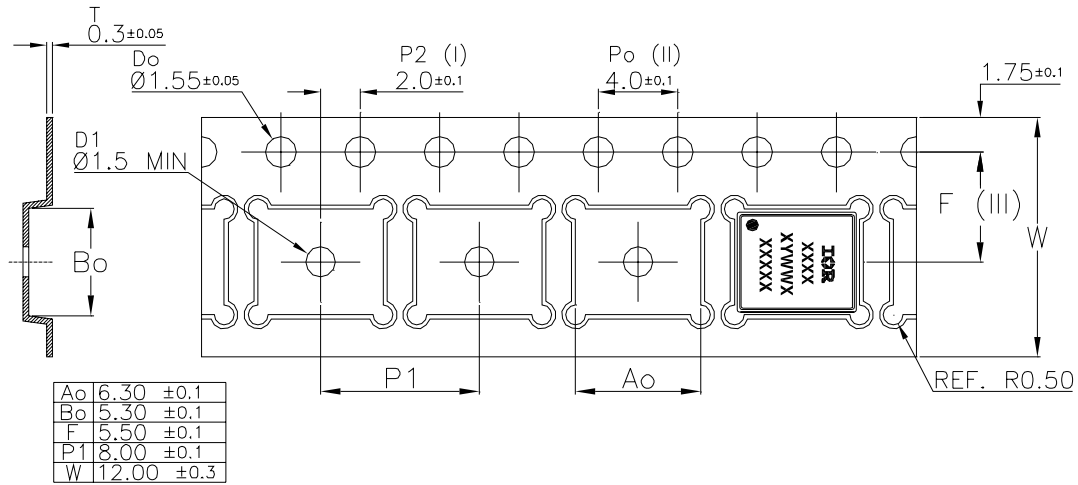 T
0.3±0.05
Do
Ø1.55±0.05
P2 (I)
2.0±0.1
Po (II)
4.0±0.1
1.75±0.1
D1
Ø1.5 MIN
Bo
F (III)
W
IOR
XXXX
XYWWX
XXXXX
P1
Ao
REF. R0.50
Ao 6.30 ±0.1
Bo 5.30 ±0.1
F 5.50 ±0.1
P1 8.00 ±0.1
W 12.00 ±0.3